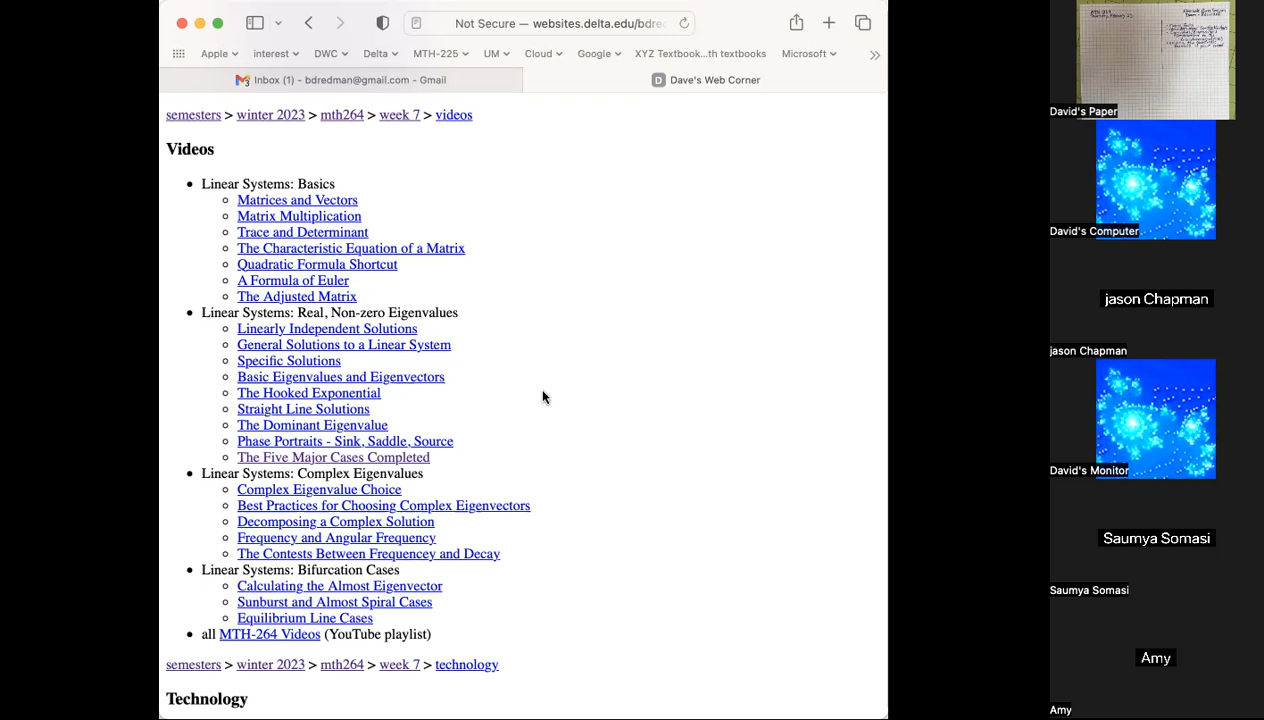 Not Secure — websites.delta.edu/bdre
Apple interest DWC Delta MTH-225 UM Cloud Google XYZ Textbook...th textbooks Microsoft
Inbox (1) - bdredman@gmail.com - Gmail
D Dave's Web Corner
semesters > winter 2023 > mth264 > week 7 > videos
Videos
• Linear Systems: Basics
Matrices and Vectors
Matrix Multiplication
Trace and Determinant
The Characteristic Equation of a Matrix
Quadratic Formula Shortcut
A Formula of Euler
The Adjusted Matrix
• Linear Systems: Real, Non-zero Eigenvalues
Linearly Independent Solutions
General Solutions to a Linear System
Specific Solutions
Basic Eigenvalues and Eigenvectors
The Hooked Exponential
Straight Line Solutions
The Dominant Eigenvalue
Phase Portraits - Sink, Saddle, Source
The Five Major Cases Completed
• Linear Systems: Complex Eigenvalues
Complex Eigenvalue Choice
Best Practices for Choosing Complex Eigenvectors
Decomposing a Complex Solution
Frequency and Angular Frequency
The Contests Between Frequencey and Decay
• Linear Systems: Bifurcation Cases
Calculating the Almost Eigenvector
Sunburst and Almost Spiral Cases
Equilibrium Line Cases
• all MTH-264 Videos (YouTube playlist)
semesters > winter 2023 > mth264 > week 7 > technology
Technology
David's Paper
David's Computer
jason Chapman
jason Chapman
David's Monitor
Saumya Somasi
Saumya Somasi
Amy
Amy